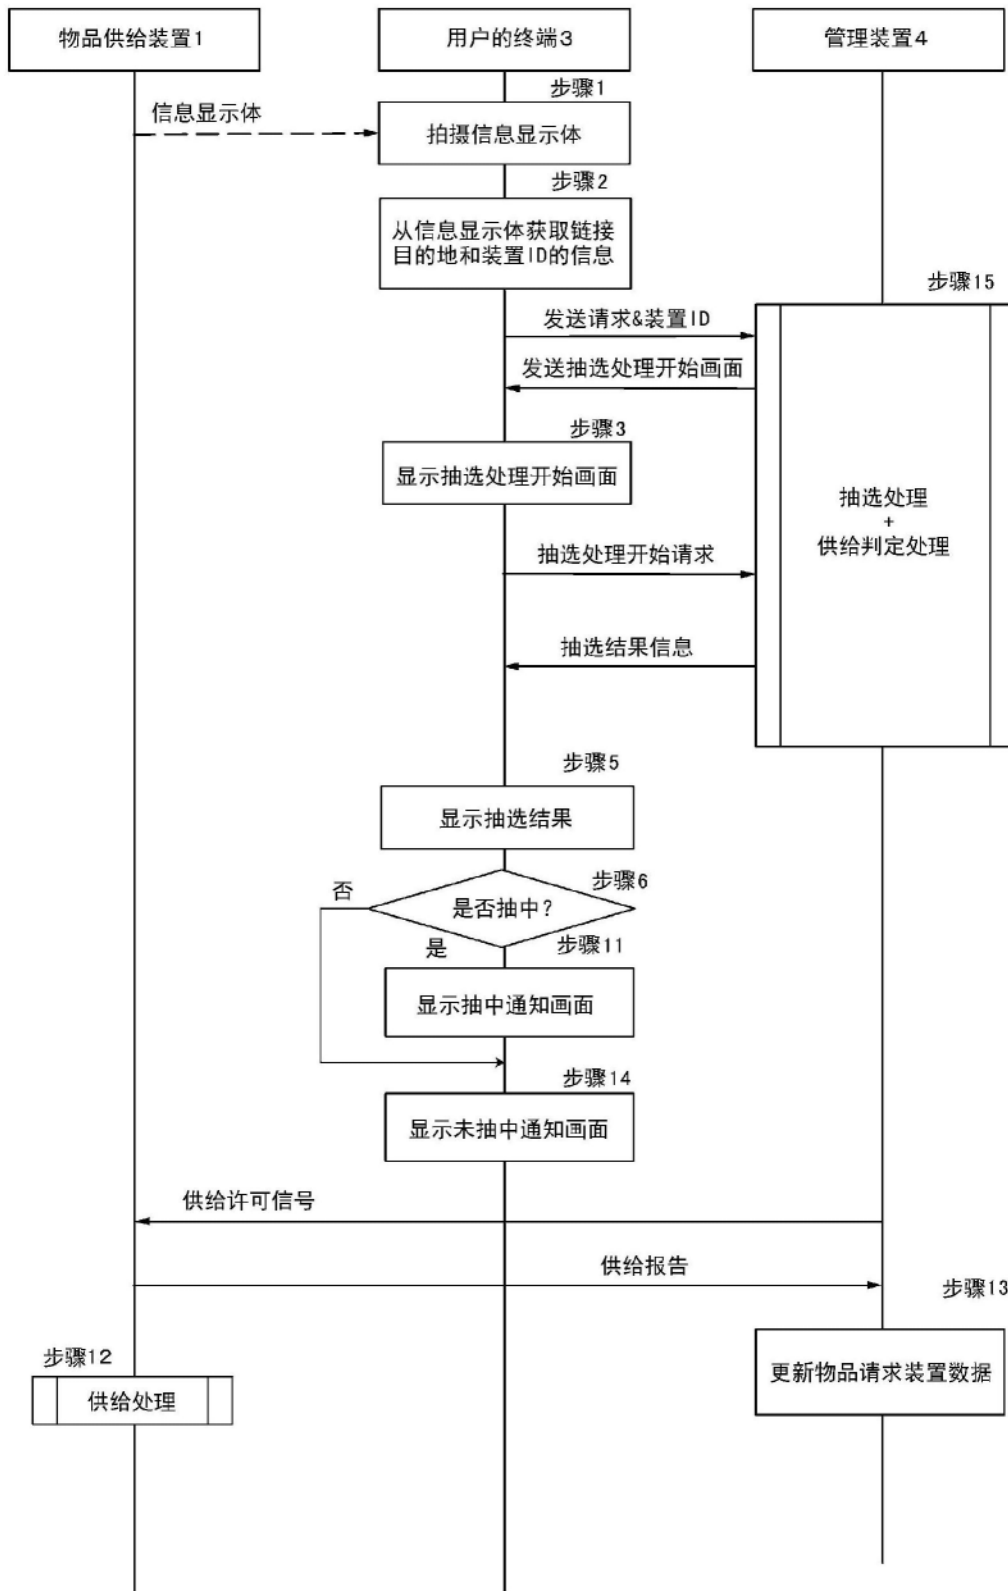 物品供给装置1
用户的终端3
管理装置4
步骤1
信息显示体
拍摄信息显示体
步骤2
从信息显示体获取链接
目的地和装置ID的信息
步骤15
发送请求&装置ID
发送抽选处理开始画面
步骤3
显示抽选处理开始画面
抽选处理
+
供给判定处理
抽选处理开始请求
抽选结果信息
步骤5
显示抽选结果
步骤6
否
是否抽中？
是
步骤11
显示抽中通知画面
步骤14
显示未抽中通知画面
供给许可信号
供给报告
步骤13
步骤12
更新物品请求装置数据
供给处理